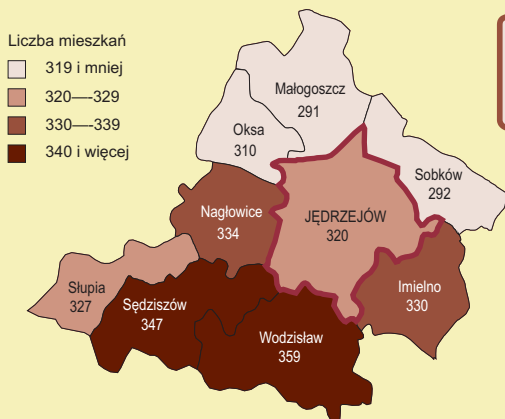 Liczba mieszkań
319 i mniej
320—-329
330—-339
340 i więcej
Małogoszcz
291
Oksa
310
Sobków
292
Nagłowice
334
JĘDRZEJÓW
320
Słupia
327
Sędziszów
347
Imielno
330
Wodzisław
359